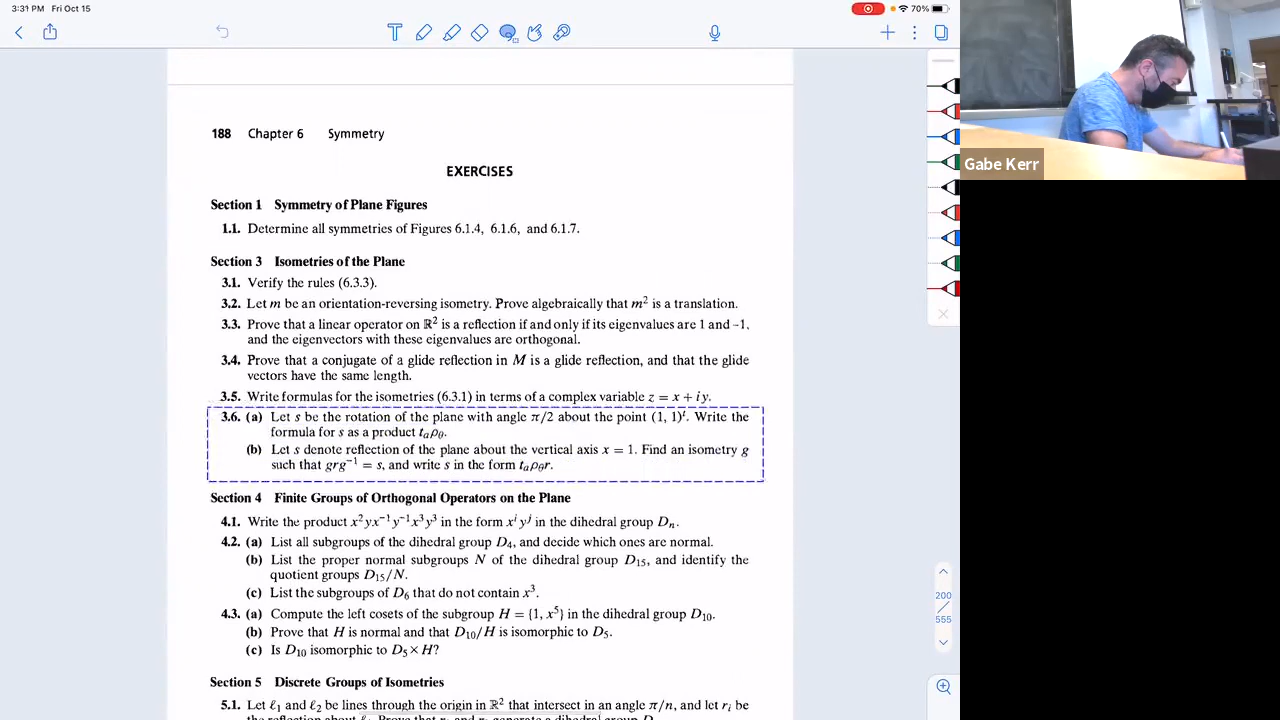 3:31 PM Fri Oct 15
70%
188 Chapter 6 Symmetry
EXERCISES
Section 1 Symmetry of Plane Figures
1.1. Determine all symmetries of Figures 6.1.4, 6.1.6, and 6.1.7.
Section 3 Isometries of the Plane
3.1. Verify the rules (6.3.3).
3.2. Let m be an orientation-reversing isometry. Prove algebraically that m² is a translation.
3.3. Prove that a linear operator on ℝ² is a reflection if and only if its eigenvalues are 1 and -1,
and the eigenvectors with these eigenvalues are orthogonal.
3.4. Prove that a conjugate of a glide reflection in M is a glide reflection, and that the glide
vectors have the same length.
3.5. Write formulas for the isometries (6.3.1) in terms of a complex variable z = x + iy.
3.6. (a) Let s be the rotation of the plane with angle π/2 about the point (1, 1)ᵗ. Write the
formula for s as a product tₐρ_θ.
(b) Let s denote reflection of the plane about the vertical axis x = 1. Find an isometry g
such that grg⁻¹ = s, and write s in the form tₐρ_θr.
Section 4 Finite Groups of Orthogonal Operators on the Plane
4.1. Write the product x²yx⁻¹y⁻¹x³y³ in the form xⁱyʲ in the dihedral group Dₙ.
4.2. (a) List all subgroups of the dihedral group D₄, and decide which ones are normal.
(b) List the proper normal subgroups N of the dihedral group D₁₅, and identify the
quotient groups D₁₅/N.
(c) List the subgroups of D₆ that do not contain x³.
4.3. (a) Compute the left cosets of the subgroup H = {1, x⁵} in the dihedral group D₁₀.
(b) Prove that H is normal and that D₁₀/H is isomorphic to D₅.
(c) Is D₁₀ isomorphic to D₅ × H?
Section 5 Discrete Groups of Isometries
5.1. Let ℓ₁ and ℓ₂ be lines through the origin in ℝ² that intersect in an angle π/n, and let rᵢ be
200
/
555
Gabe Kerr